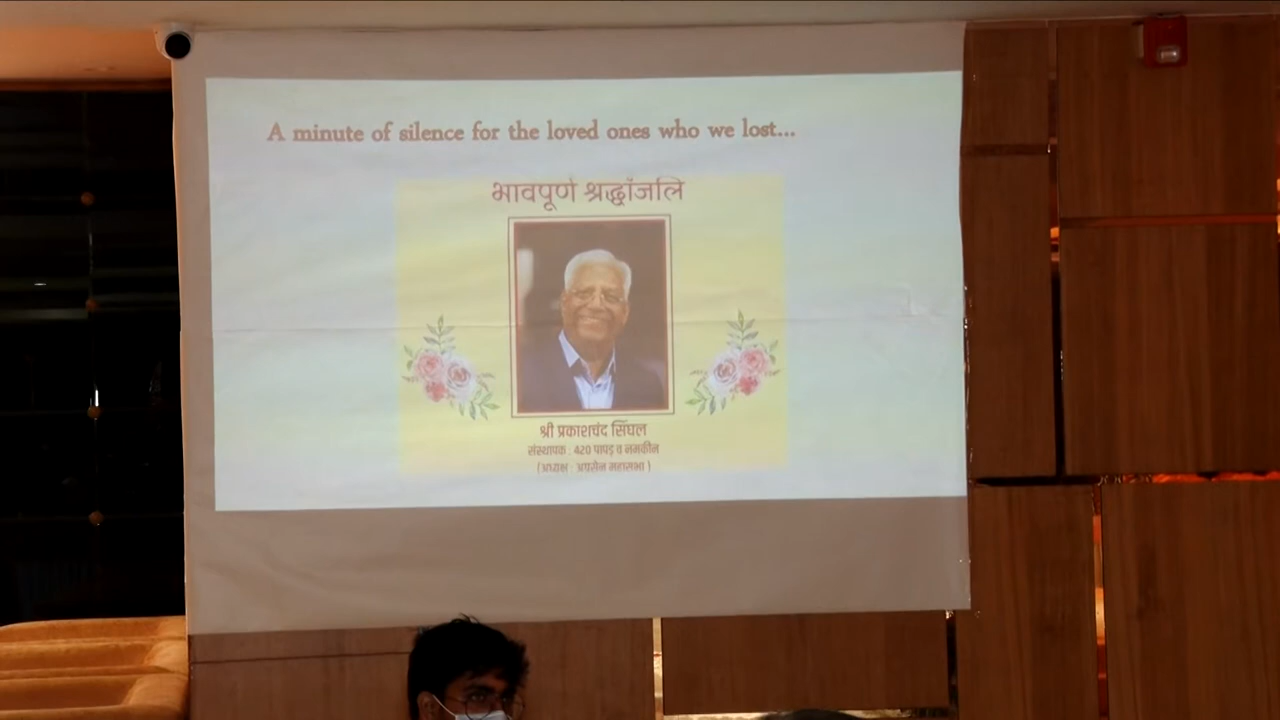 A minute of silence for the loved ones who we lost...
भावपूर्ण श्रद्धांजलि
श्री प्रकाशचंद सिंघल
संस्थापक : 420 पापड़ व नमकीन
(अध्यक्ष : अग्रसेन महासभा )